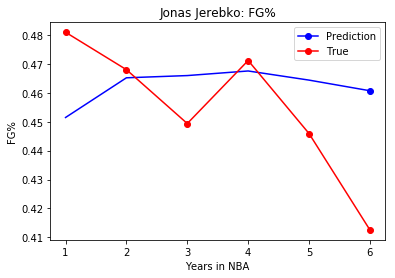 Jonas Jerebko: FG%
Prediction
True
FG%
0.48
0.47
0.46
0.45
0.44
0.43
0.42
0.41
1 2 3 4 5 6
Years in NBA